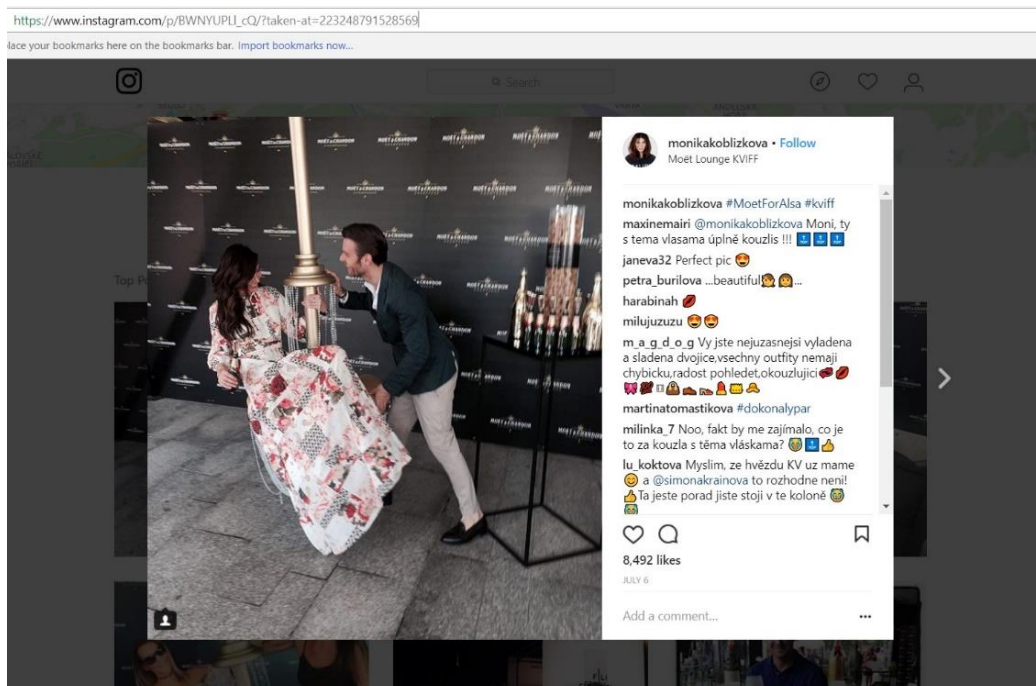 https://www.instagram.com/p/BWNYUPLl_cQ/?taken-at=223248791528569
lace your bookmarks here on the bookmarks bar. Import bookmarks now...
Search
monikakoblizkova • Follow
Moët Lounge KVIFF
monikakoblizkova #MoetForAlsa #kviff
maxinemairi @monikakoblizkova Moni, ty
s tema vlasama úplně kouzlis !!! 🔝🔝🔝
janeva32 Perfect pic 😍
petra_burilova ...beautiful
...
harabinah 💋
milujuzuzu 😍😍
m_a_g_d_o_g Vy jste nejuzasnejsi vyladena
a sladena dvojice,vsechny outfity nemaji
chybicku,radost pohledet,okouzlujici
martinatomastikova #dokonalypar
milinka_7 Noo, fakt by me zajímalo, co je
to za kouzla s těma vláskama?
lu_koktova Myslim, ze hvězdu KV uz mame
a @simonakrainova to rozhodne neni!
Ta jeste porad jiste stoji v te koloně
8,492 likes
JULY 6
Add a comment...
MOËT & CHANDON
Top Po